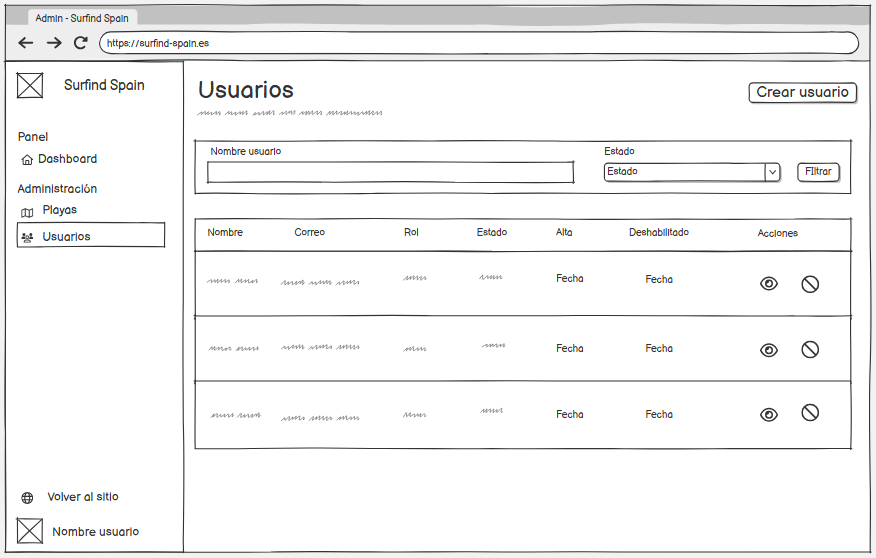 Admin - Surfind Spain
https://surfind-spain.es
Surfind Spain
Panel
Dashboard
Administración
Playas
Usuarios
Volver al sitio
Nombre usuario
Usuarios
Crear usuario
Nombre usuario
Estado
Estado
FIltrar
Nombre Correo Rol Estado Alta Deshabilitado Acciones
Fecha Fecha
Fecha Fecha
Fecha Fecha